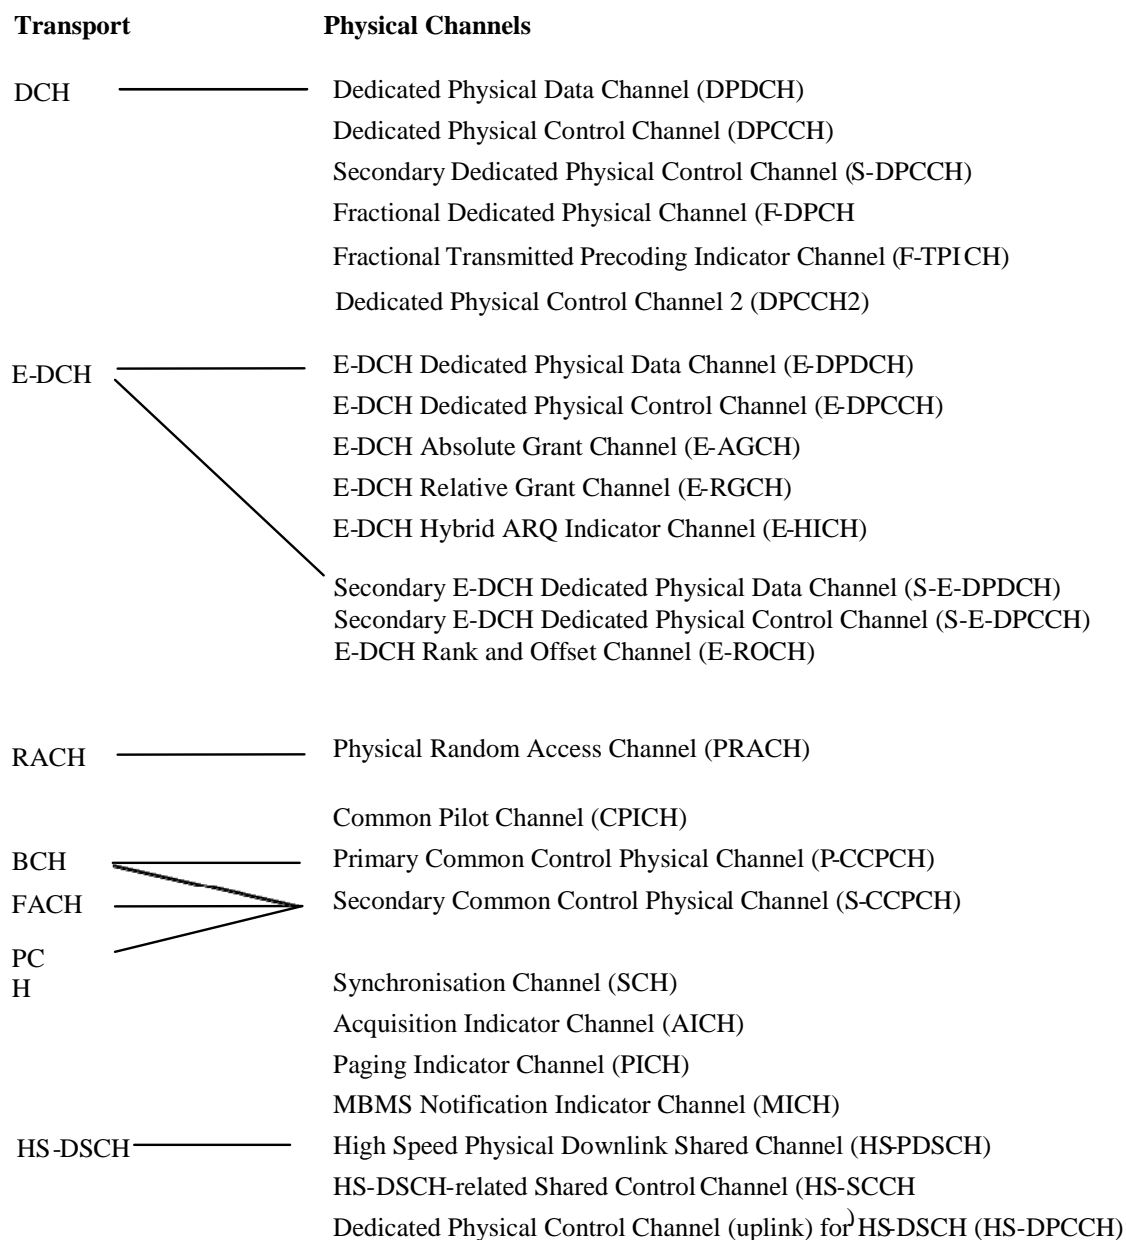 Transport Physical Channels
DCH Dedicated Physical Data Channel (DPDCH)
Dedicated Physical Control Channel (DPCCH)
Secondary Dedicated Physical Control Channel (S-DPCCH)
Fractional Dedicated Physical Channel (F-DPCH
Fractional Transmitted Precoding Indicator Channel (F-TPICH)
Dedicated Physical Control Channel 2 (DPCCH2)
E-DCH E-DCH Dedicated Physical Data Channel (E-DPDCH)
E-DCH Dedicated Physical Control Channel (E-DPCCH)
E-DCH Absolute Grant Channel (E-AGCH)
E-DCH Relative Grant Channel (E-RGCH)
E-DCH Hybrid ARQ Indicator Channel (E-HICH)
Secondary E-DCH Dedicated Physical Data Channel (S-E-DPDCH)
Secondary E-DCH Dedicated Physical Control Channel (S-E-DPCCH)
E-DCH Rank and Offset Channel (E-ROCH)
RACH Physical Random Access Channel (PRACH)
Common Pilot Channel (CPICH)
BCH Primary Common Control Physical Channel (P-CCPCH)
FACH Secondary Common Control Physical Channel (S-CCPCH)
PC
H Synchronisation Channel (SCH)
Acquisition Indicator Channel (AICH)
Paging Indicator Channel (PICH)
MBMS Notification Indicator Channel (MICH)
HS-DSCH High Speed Physical Downlink Shared Channel (HS-PDSCH)
HS-DSCH-related Shared Control Channel (HS-SCCH
)
Dedicated Physical Control Channel (uplink) for HS-DSCH (HS-DPCCH)